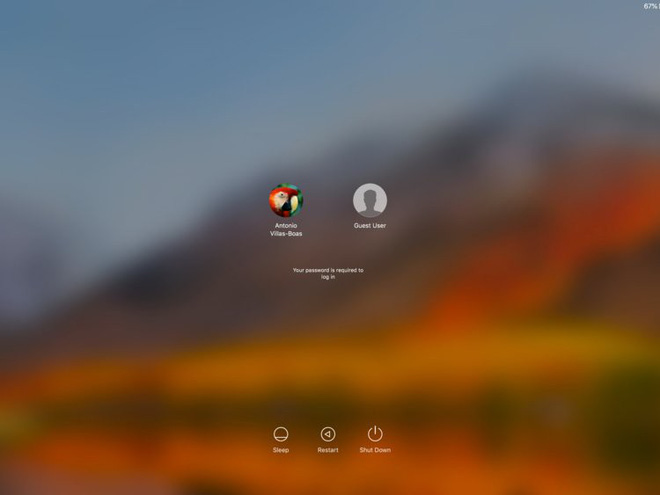 67%
Antonio
Villas-Boas
Guest User
Your password is required to
log in
Sleep
Restart
Shut Down